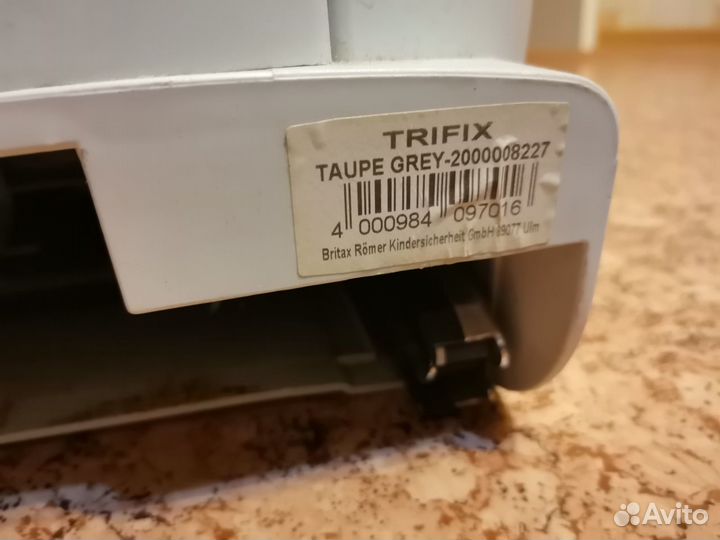 TRIFIX
TAUPE GREY-2000008227
4 000984 097016
Britax Römer Kindersicherheit GmbH 89077 Ulm
Avito